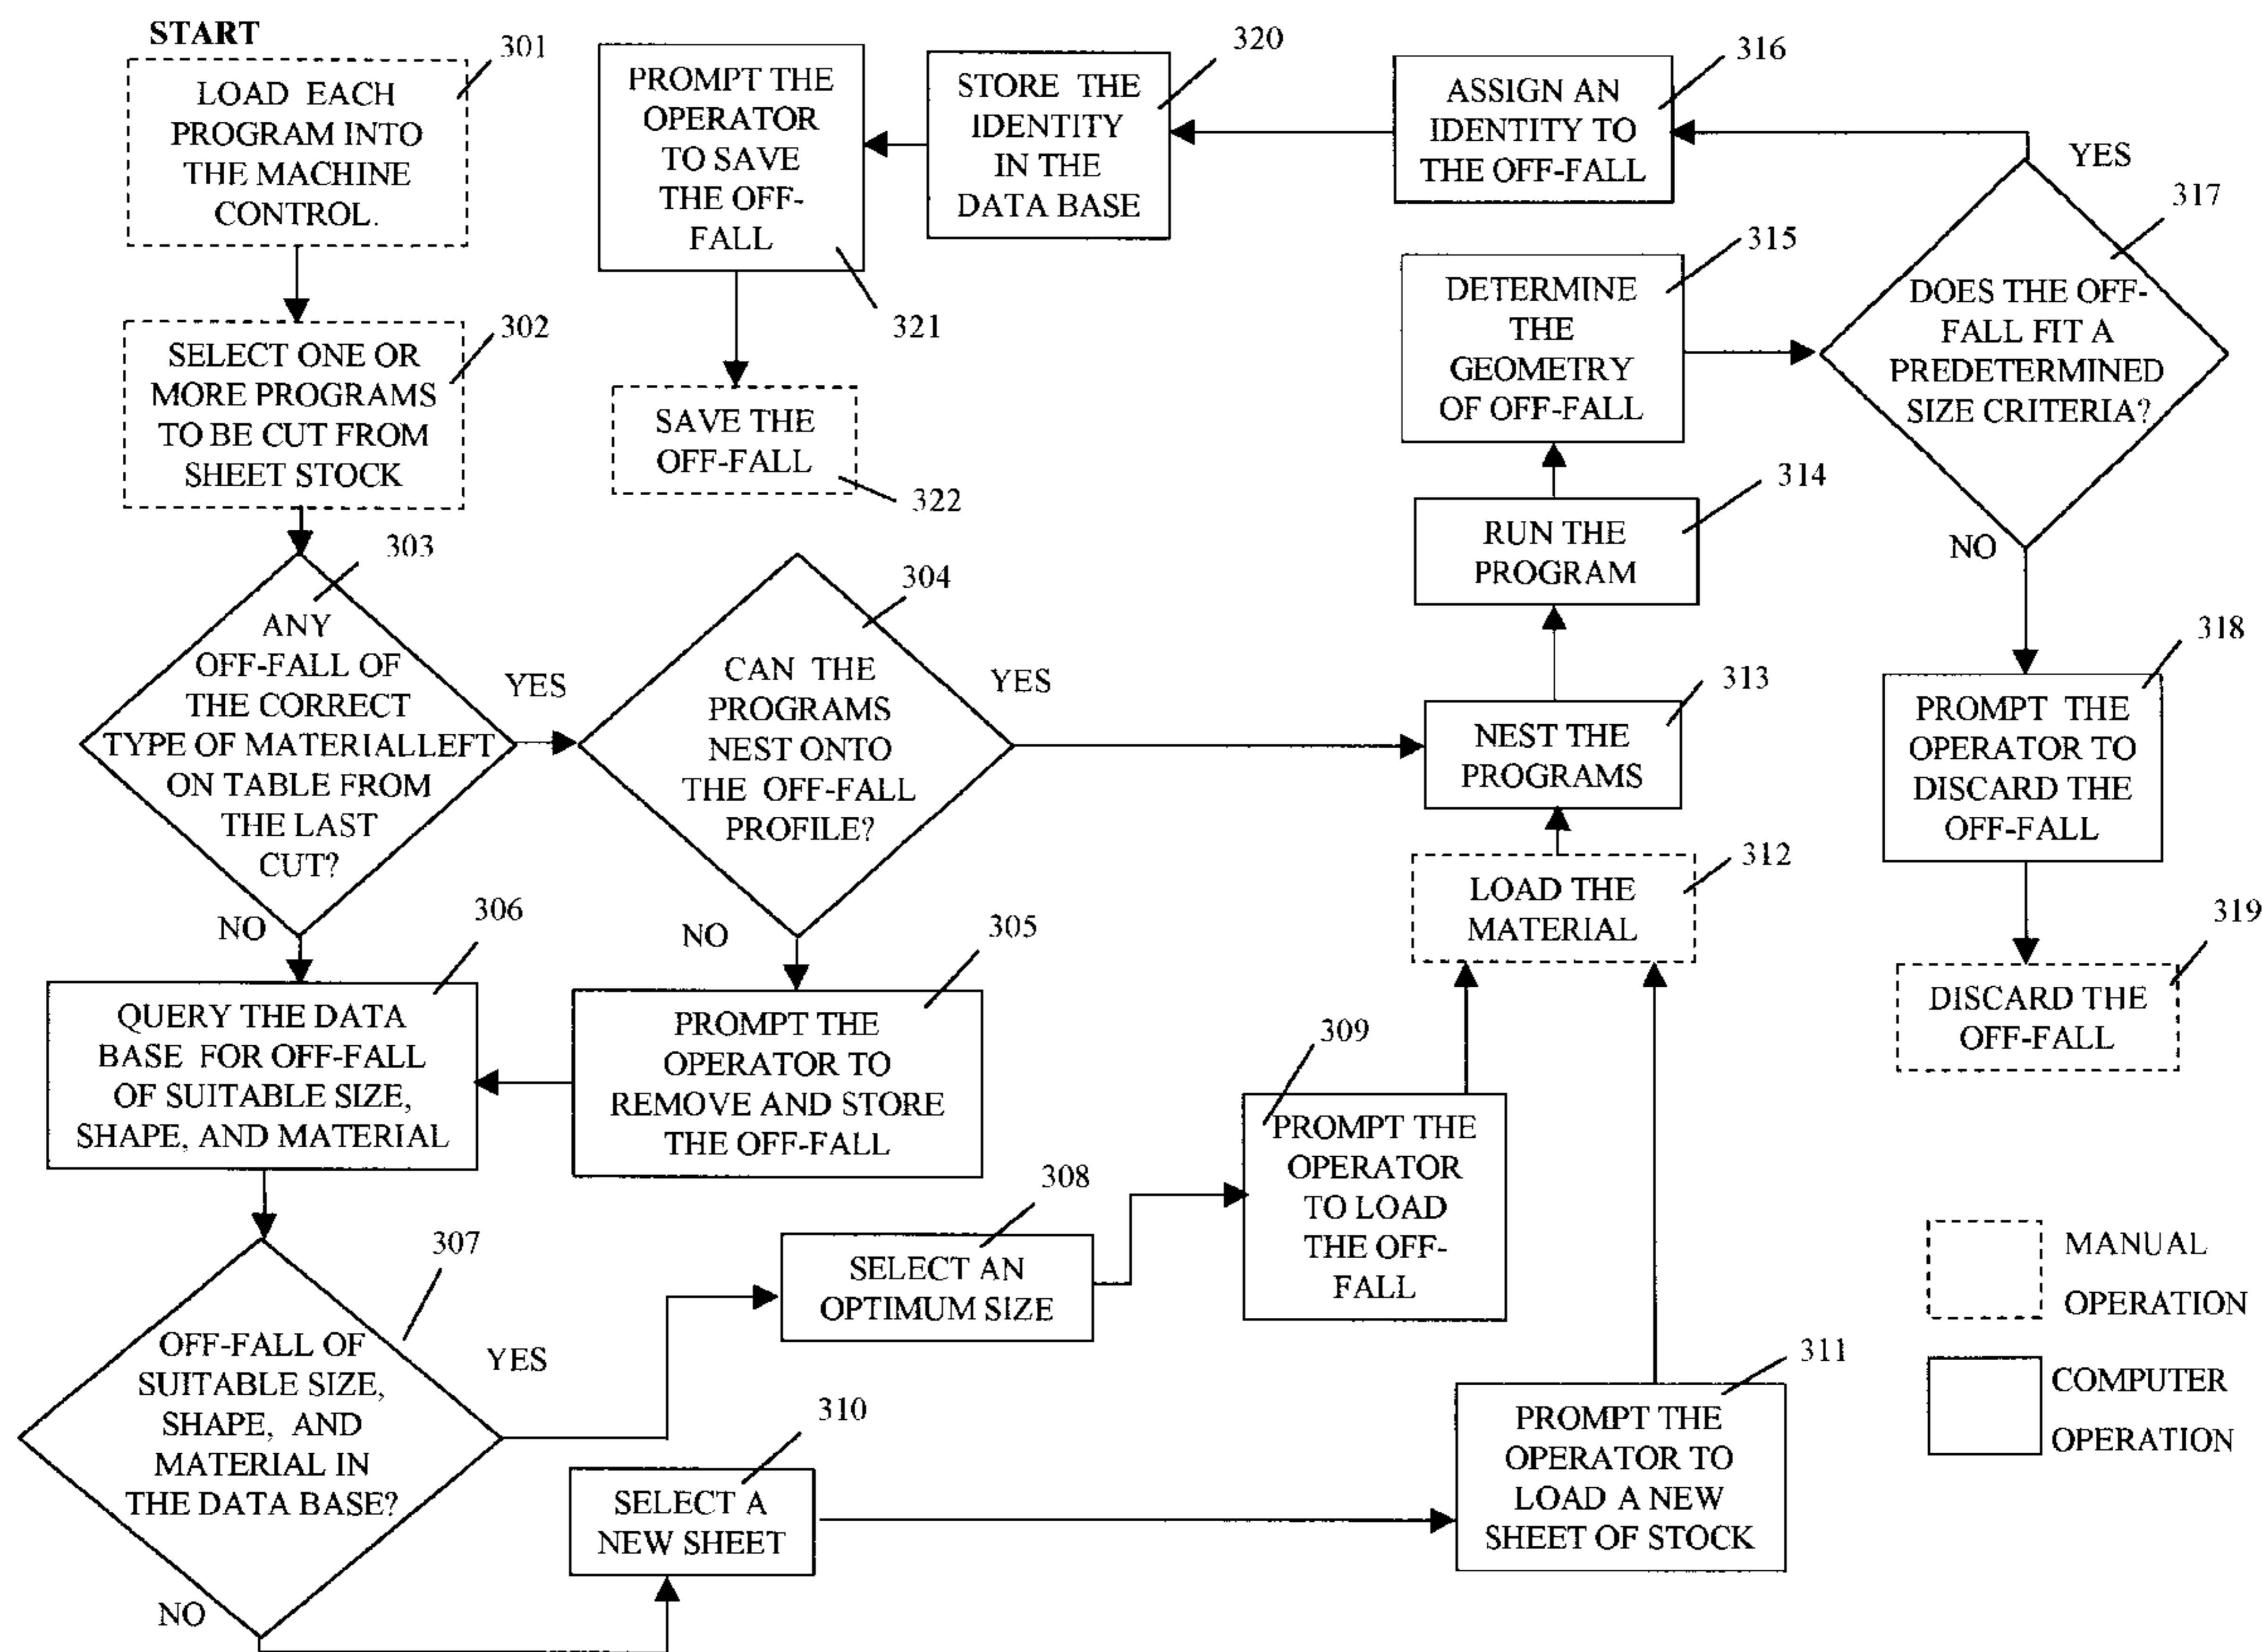 START
301
LOAD EACH
PROGRAM INTO
THE MACHINE
CONTROL.
302
SELECT ONE OR
MORE PROGRAMS
TO BE CUT FROM
SHEET STOCK
303
ANY
OFF-FALL OF
THE CORRECT
TYPE OF MATERIALLEFT
ON TABLE FROM
THE LAST
CUT?
YES
NO
304
CAN THE
PROGRAMS
NEST ONTO
THE OFF-FALL
PROFILE?
YES
NO
305
PROMPT THE
OPERATOR TO
REMOVE AND STORE
THE OFF-FALL
306
QUERY THE DATA
BASE FOR OFF-FALL
OF SUITABLE SIZE,
SHAPE, AND MATERIAL
307
OFF-FALL OF
SUITABLE SIZE,
SHAPE, AND
MATERIAL IN
THE DATA BASE?
YES
NO
308
SELECT AN
OPTIMUM SIZE
309
PROMPT THE
OPERATOR
TO LOAD
THE OFF-
FALL
310
SELECT A
NEW SHEET
311
PROMPT THE
OPERATOR TO
LOAD A NEW
SHEET OF STOCK
312
LOAD THE
MATERIAL
313
NEST THE
PROGRAMS
314
RUN THE
PROGRAM
315
DETERMINE
THE
GEOMETRY
OF OFF-FALL
317
DOES THE OFF-
FALL FIT A
PREDETERMINED
SIZE CRITERIA?
YES
NO
316
ASSIGN AN
IDENTITY TO
THE OFF-FALL
320
STORE THE
IDENTITY
IN THE
DATA BASE
321
PROMPT THE
OPERATOR
TO SAVE
THE OFF-
FALL
322
SAVE THE
OFF-FALL
318
PROMPT THE
OPERATOR TO
DISCARD THE
OFF-FALL
319
DISCARD THE
OFF-FALL
MANUAL
OPERATION
COMPUTER
OPERATION